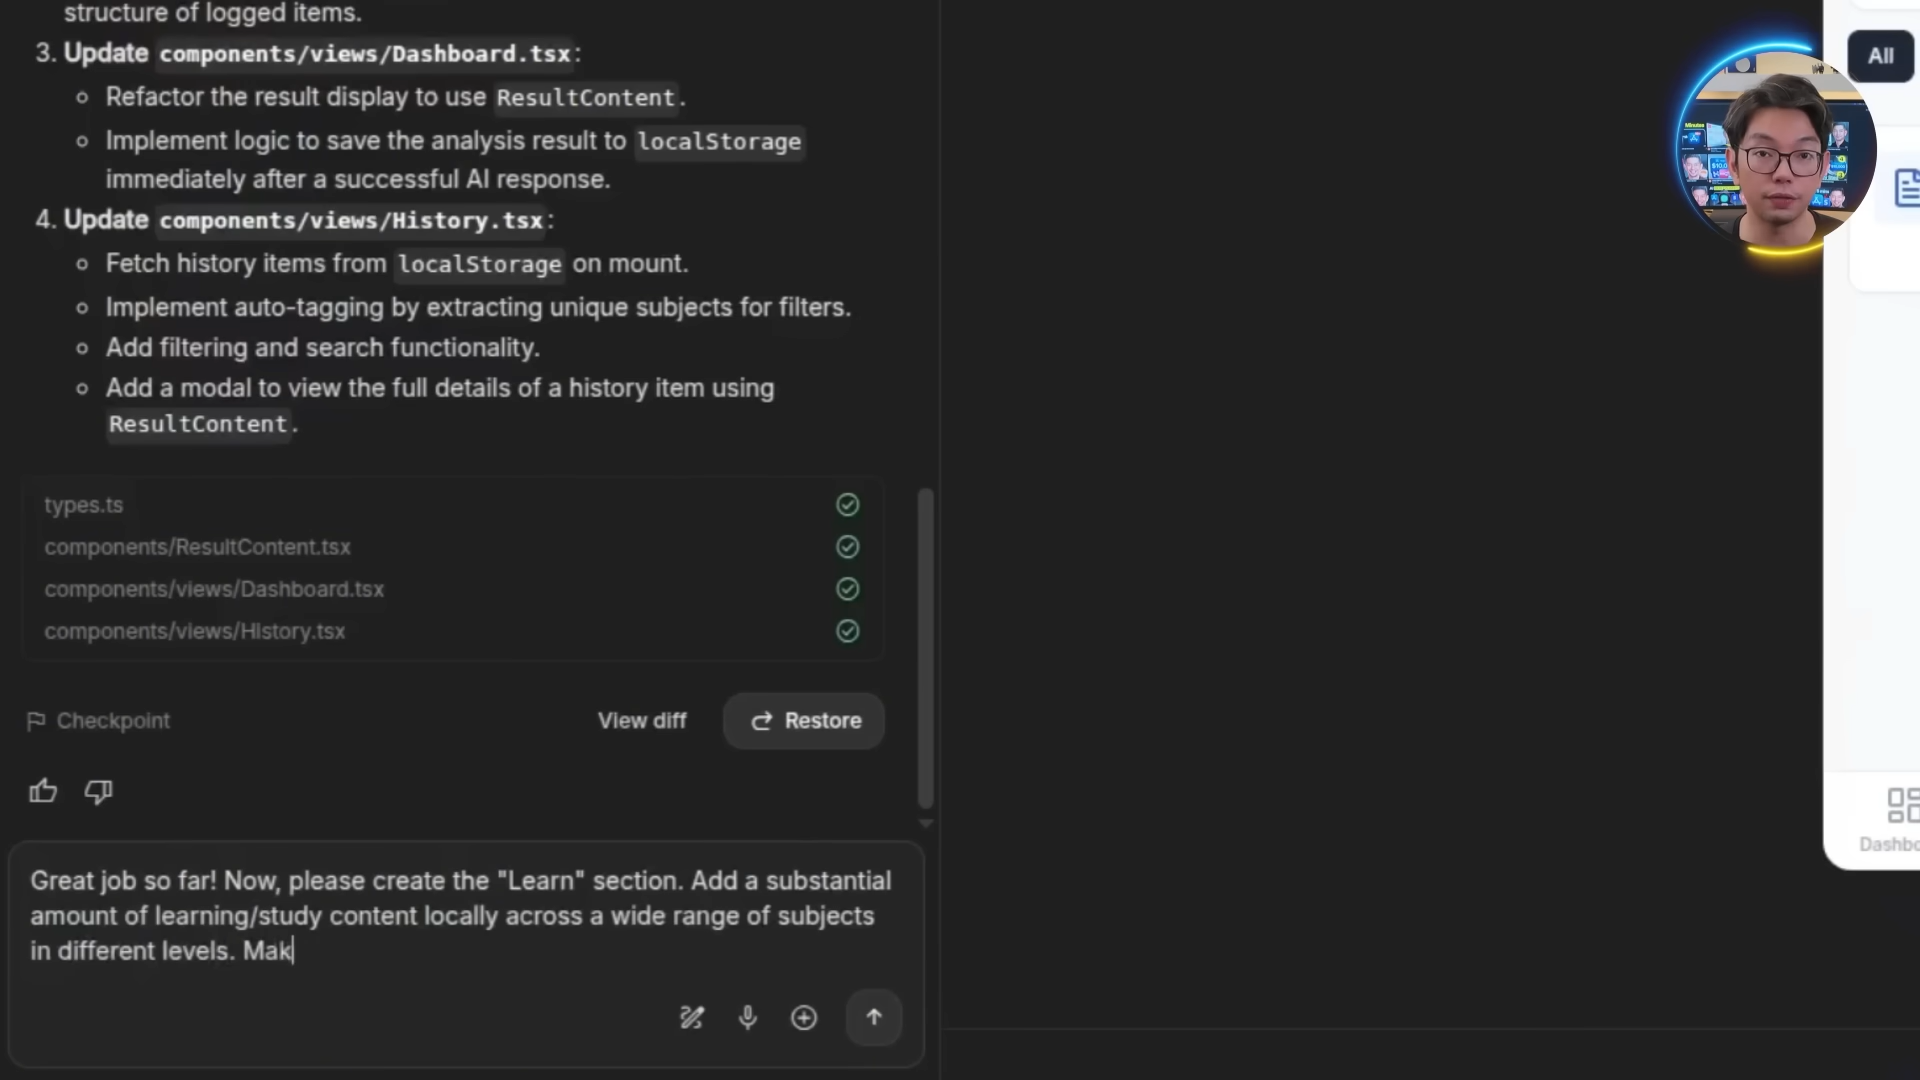 structure of logged items.
3. Update components/views/Dashboard.tsx:
Refactor the result display to use ResultContent.
Implement logic to save the analysis result to localStorage
immediately after a successful AI response.
4. Update components/views/History.tsx:
Fetch history items from localStorage on mount.
Implement auto-tagging by extracting unique subjects for filters.
Add filtering and search functionality.
Add a modal to view the full details of a history item using
ResultContent.
types.ts
components/ResultContent.tsx
components/views/Dashboard.tsx
components/views/History.tsx
Checkpoint
View diff
Restore
Great job so far! Now, please create the "Learn" section. Add a substantial
amount of learning/study content locally across a wide range of subjects
in different levels. Mak
All
Dashbo